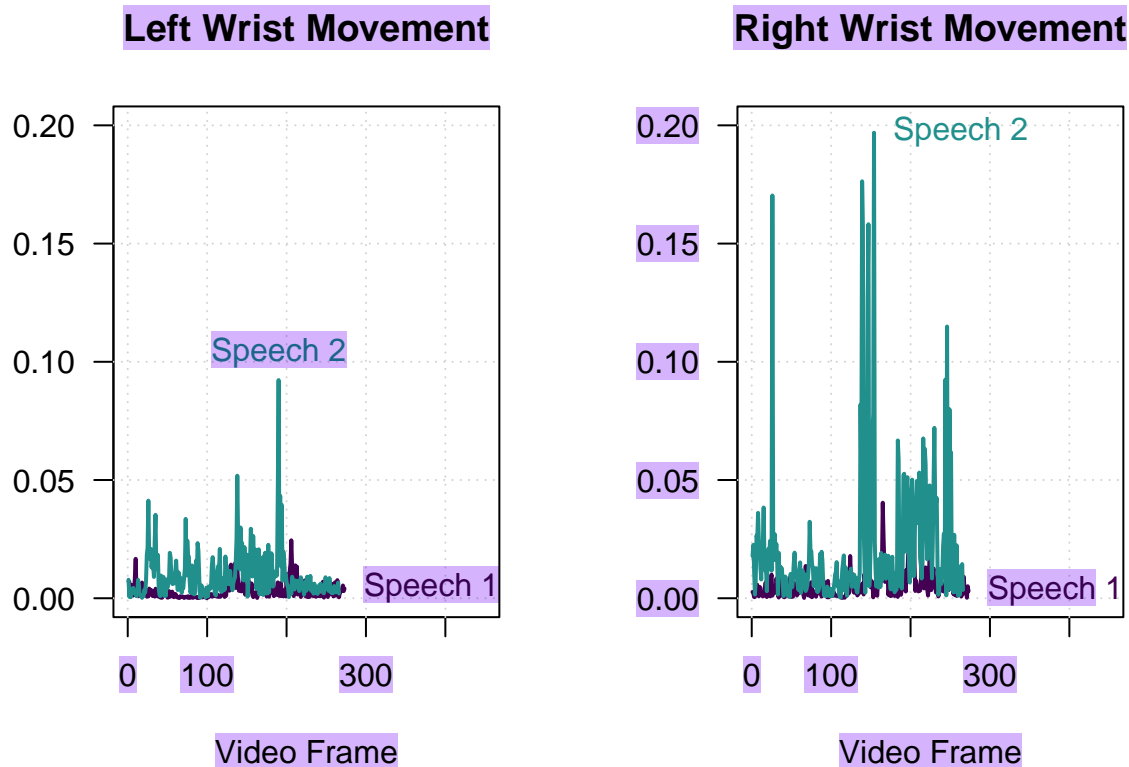 Left Wrist Movement
0.20
0.15
0.10
0.05
0.00
Speech 2
Speech 1
0 100 300
Video Frame
Right Wrist Movement
0.20
0.15
0.10
0.05
0.00
Speech 2
Speech 1
0 100 300
Video Frame